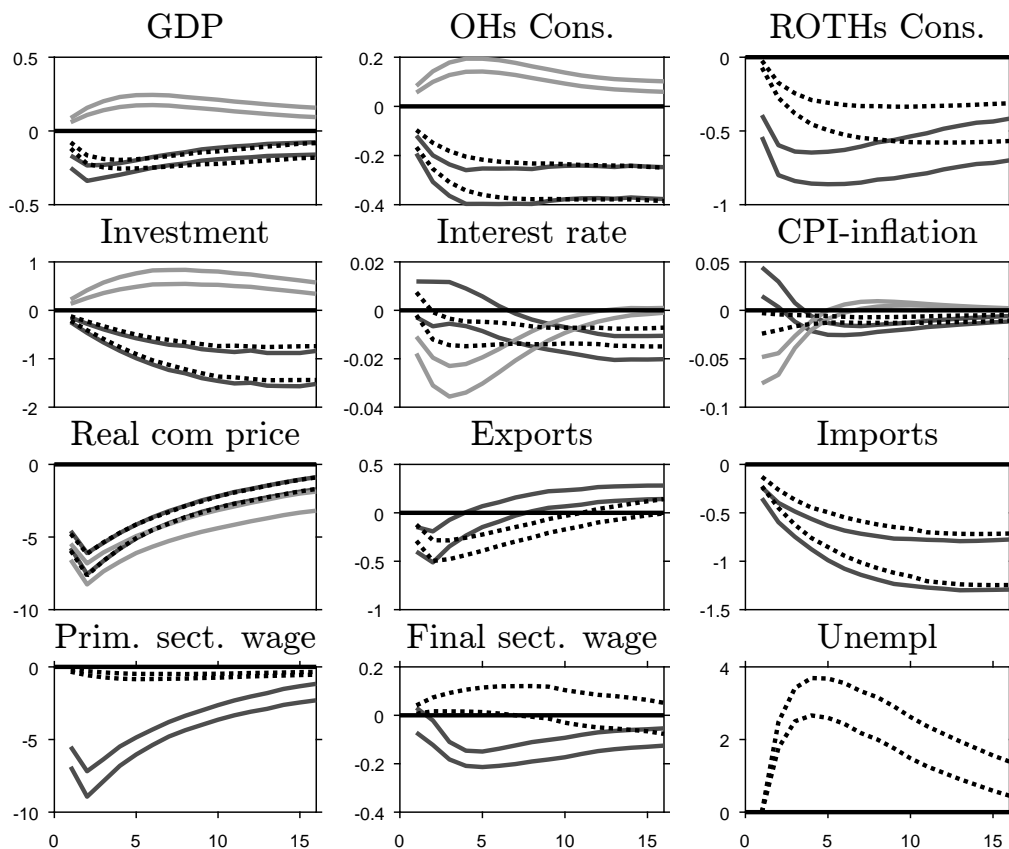 GDP OHs Cons. ROTHs Cons.
0.5 0.2 0
0
0 -0.5
-0.2
-0.5 -0.4 -1
Investment Interest rate CPI-inflation
1 0.02 0.05
0 0 0
-1 -0.02 -0.05
-2 -0.04 -0.1
Real com price Exports Imports
0 0.5 0
0 -0.5
-5
-0.5 -1
-10 -1 -1.5
Prim. sect. wage Final sect. wage Unempl
0 0.2 4
0
-5 2
-0.2
-10 -0.4 0
0 5 10 15 0 5 10 15 0 5 10 15